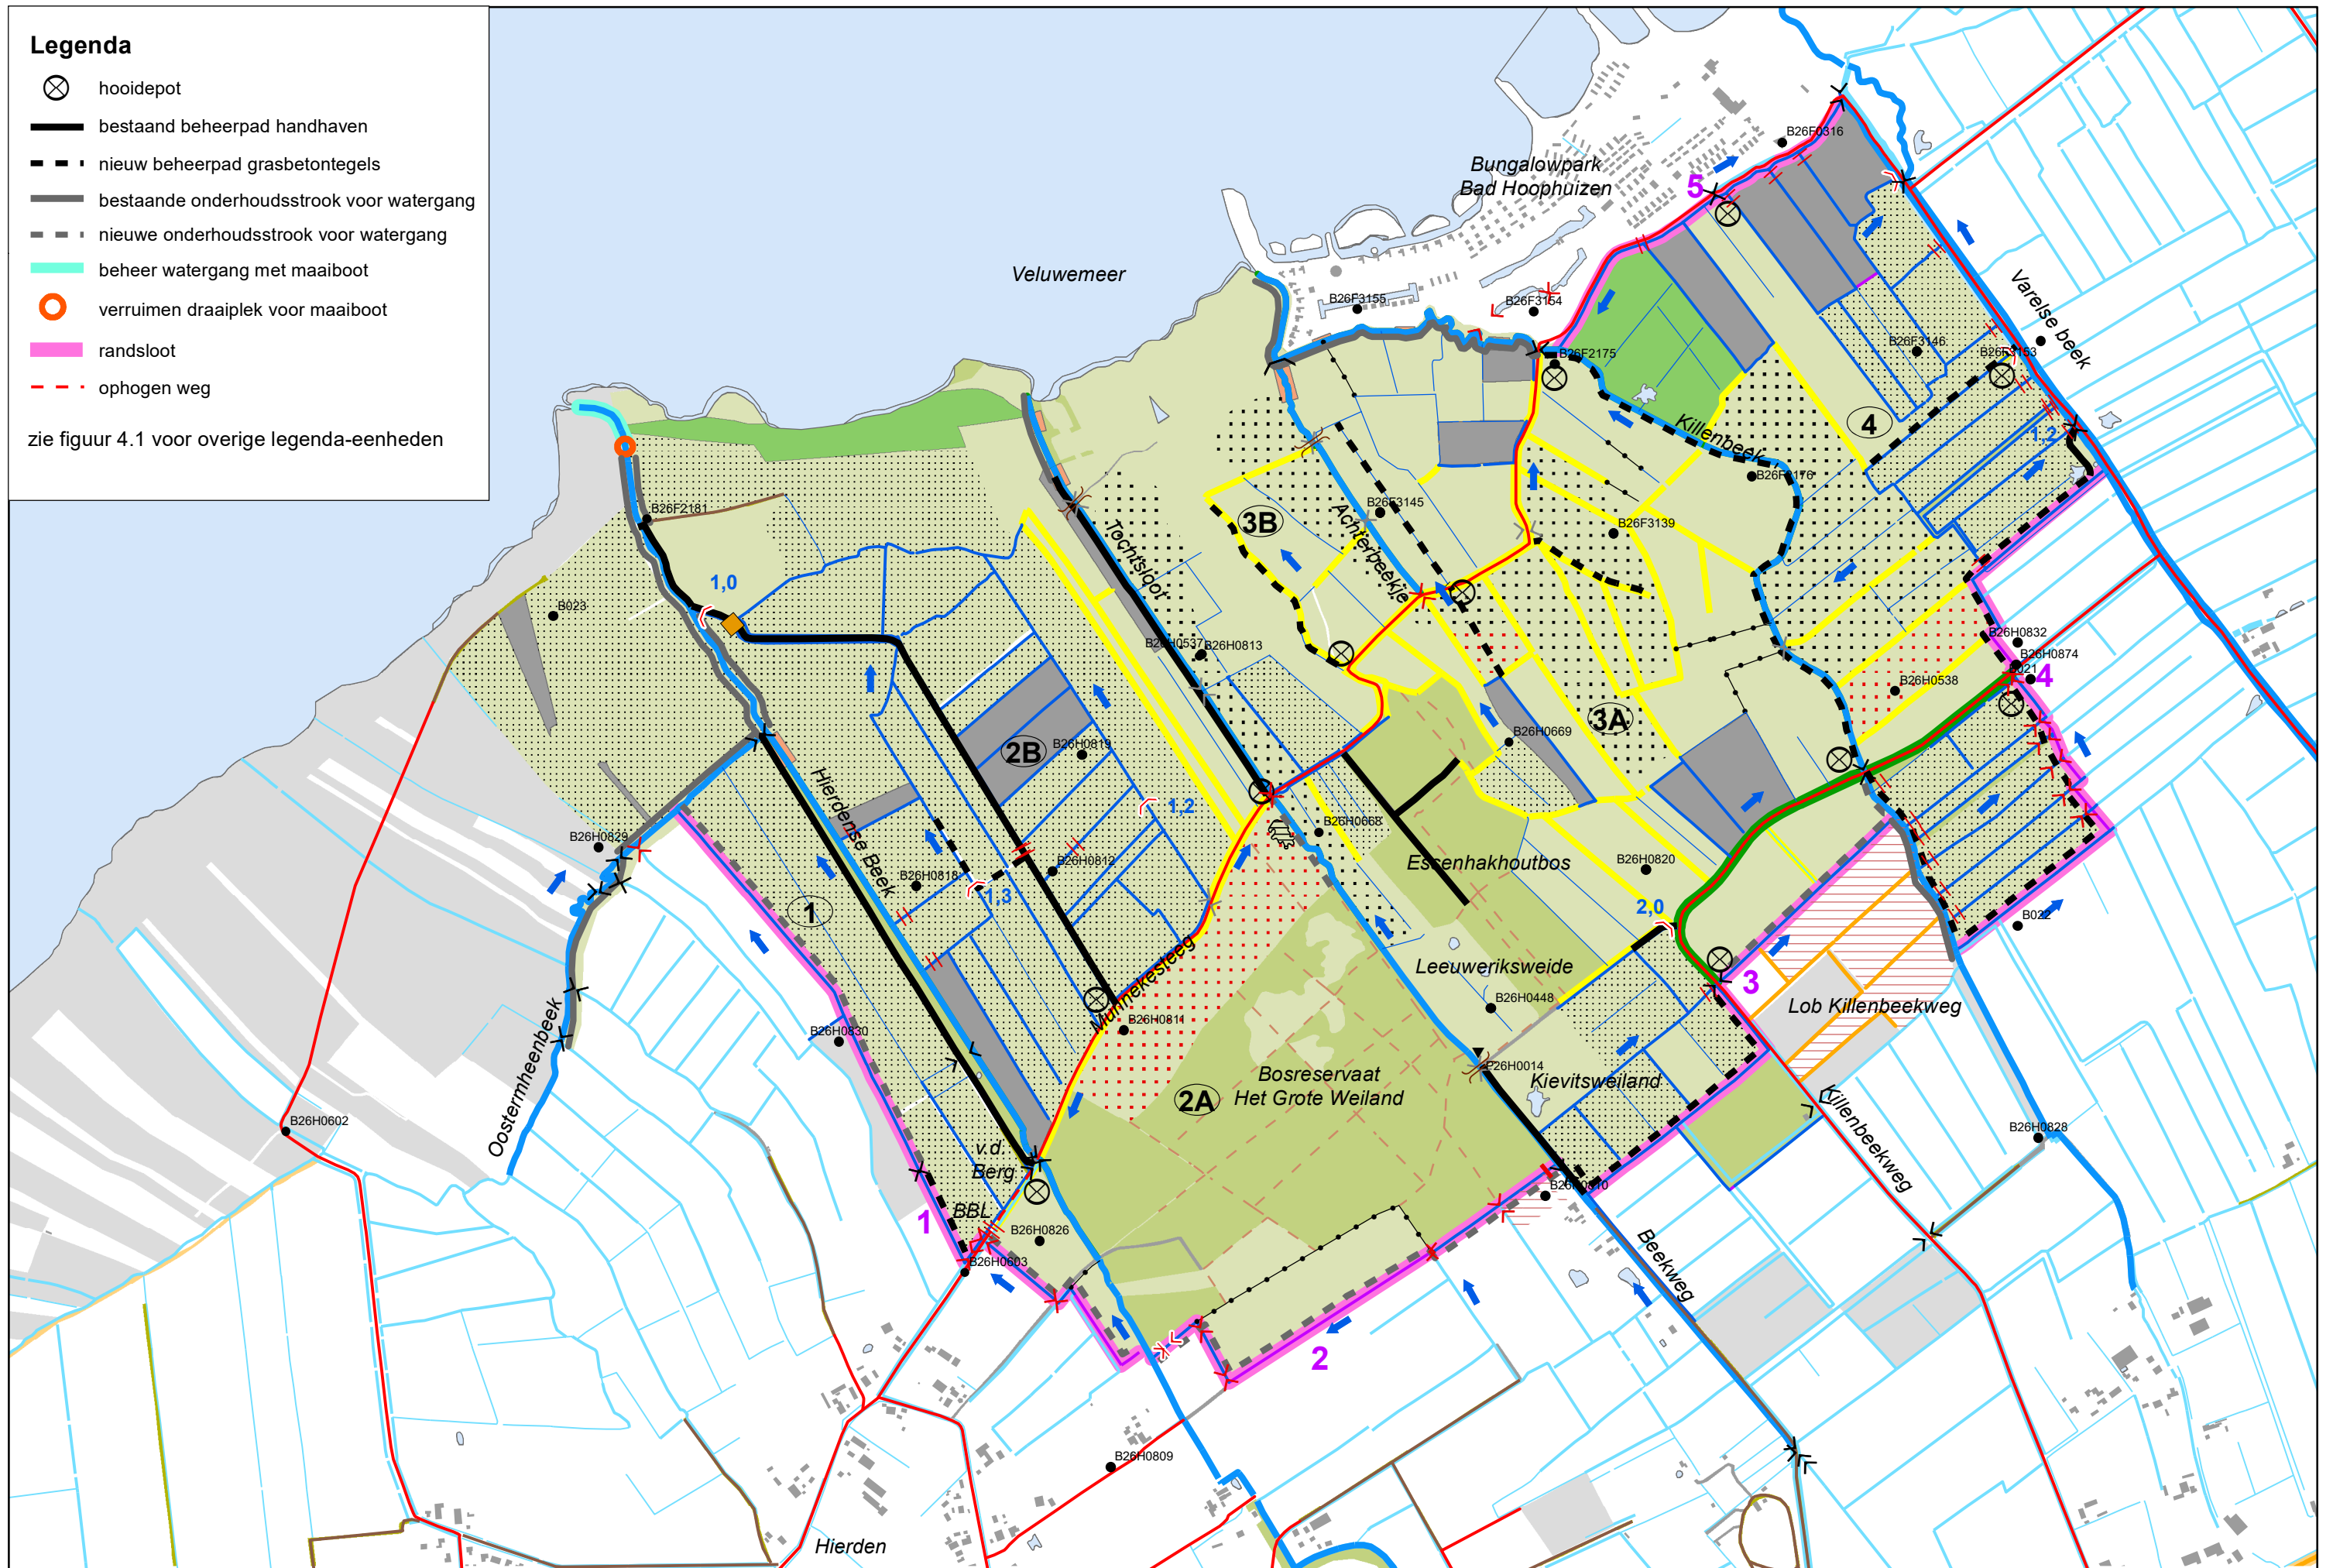 Legenda
hooidepot
bestaand beheerpad handhaven
nieuw beheerpad grasbetontegels
bestaande onderhoudsstrook voor watergang
nieuwe onderhoudsstrook voor watergang
beheer watergang met maaiboot
verruimen draaiplek voor maaiboot
randsloot
ophogen weg
zie figuur 4.1 voor overige legenda-eenheden
B26F0316
Bungalowpark
Bad Hoophuizen
5
Veluwemeer
B26F3155
B26F3154
Varelse beek
B26F3146
B26F3153
B26F2175
4
1,2
Killenbeek
B26F3145
B26F2181
3B
B26F3139
Tochtsloot
Achterbeekje
1,0
B023
B26H0537
B26H0813
B26H0832
B26H0874
B021
4
B26H0538
3A
B26H0669
2B
B26H0819
1,2
Hierdense Beek
B26H0668
B26H0829
B26H0812
Essenhakhoutbos
B26H0820
B26H0818
1,3
1
2,0
B022
Munnekesteeg
Leeuweriksweide
3
B26H0448
Lob Killenbeekweg
B26H0811
B26H0830
Oostermheenbeek
P26H0014
Bosreservaat
Het Grote Weiland
Kievitsweiland
2A
B26H0602
Killenbeekweg
B26H0828
v.d.
Berg
B26H0810
BBL
1
B26H0826
B26H0603
Beekweg
2
B26H0809
Hierden